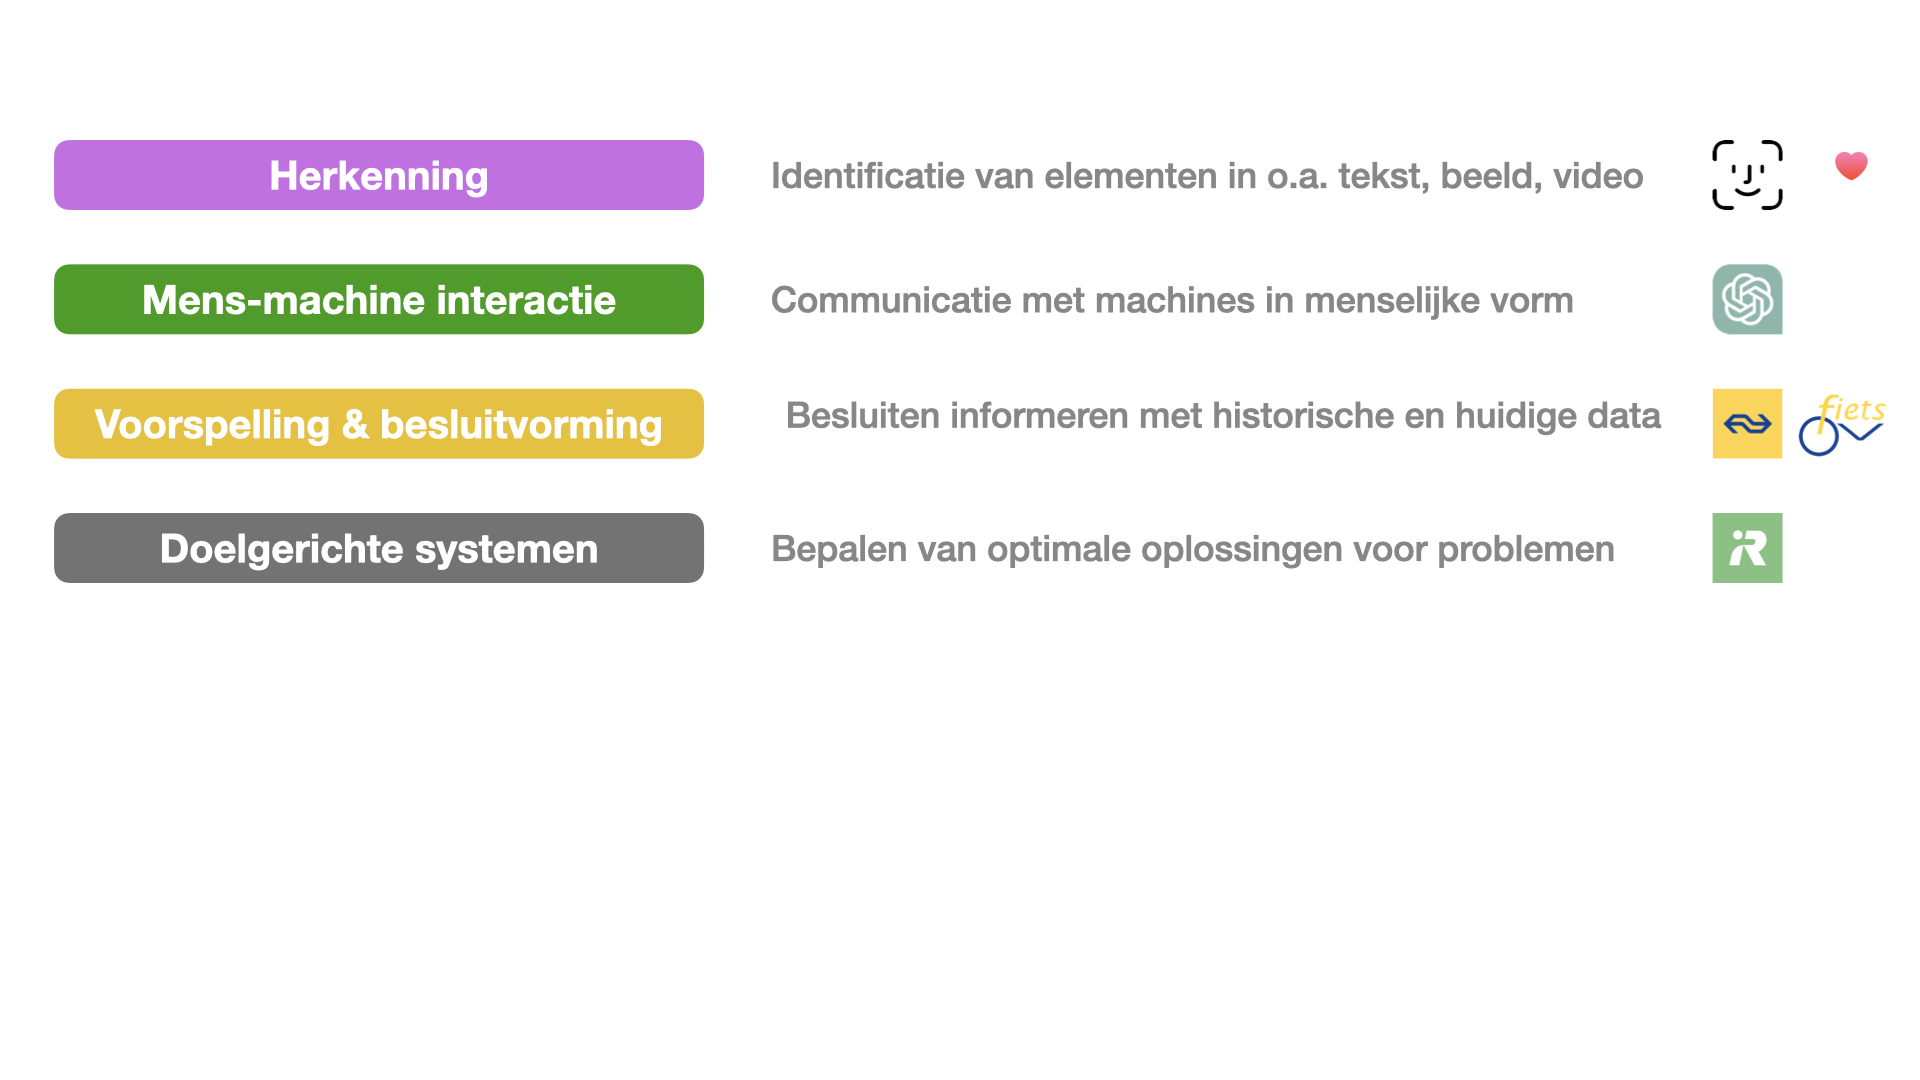 Herkenning
Identificatie van elementen in o.a. tekst, beeld, video
Mens-machine interactie
Communicatie met machines in menselijke vorm
Voorspelling & besluitvorming
Besluiten informeren met historische en huidige data
fiets
Doelgerichte systemen
Bepalen van optimale oplossingen voor problemen
iR